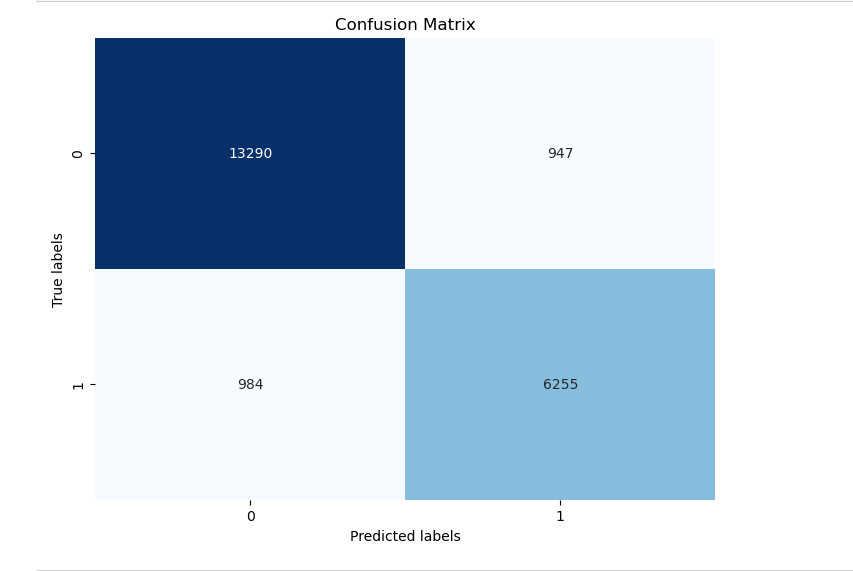 Confusion Matrix
0
13290
947
True labels
1
984
6255
0
1
Predicted labels